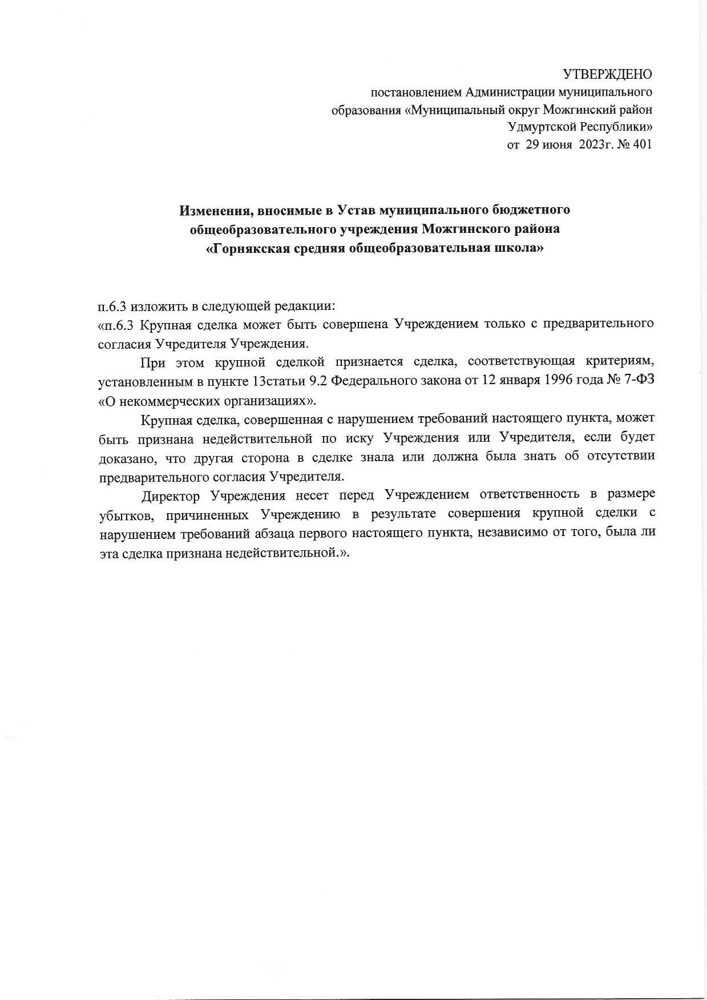 УТВЕРЖДЕНО
постановлением Администрации муниципального
образования «Муниципальный округ Можгинский район
Удмуртской Республики»
от 29 июня 2023г. № 401
Изменения, вносимые в Устав муниципального бюджетного
общеобразовательного учреждения Можгинского района
«Горнякская средняя общеобразовательная школа»
п.6.3 изложить в следующей редакции:
«п.6.3 Крупная сделка может быть совершена Учреждением только с предварительного
согласия Учредителя Учреждения.
При этом крупной сделкой признается сделка, соответствующая критериям,
установленным в пункте 13статьи 9.2 Федерального закона от 12 января 1996 года № 7-ФЗ
«О некоммерческих организациях».
Крупная сделка, совершенная с нарушением требований настоящего пункта, может
быть признана недействительной по иску Учреждения или Учредителя, если будет
доказано, что другая сторона в сделке знала или должна была знать об отсутствии
предварительного согласия Учредителя.
Директор Учреждения несет перед Учреждением ответственность в размере
убытков, причиненных Учреждению в результате совершения крупной сделки с
нарушением требований абзаца первого настоящего пункта, независимо от того, была ли
эта сделка признана недействительной.».